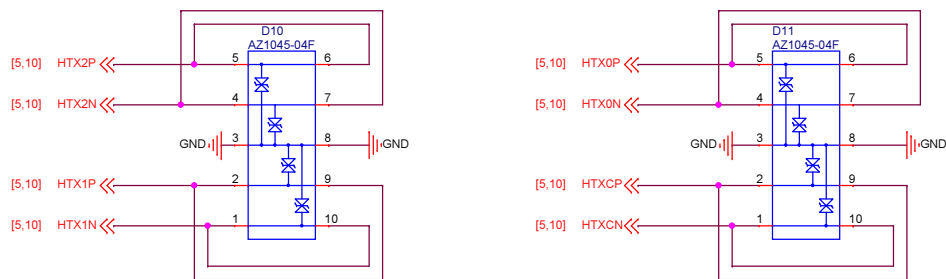 D10
AZ1045-04F
[5,10] HTX2P 5 6
[5,10] HTX2N 4 7
GND 3 8 GND
[5,10] HTX1P 2 9
[5,10] HTX1N 1 10
D11
AZ1045-04F
[5,10] HTX0P 5 6
[5,10] HTX0N 4 7
GND 3 8 GND
[5,10] HTXCP 2 9
[5,10] HTXCN 1 10